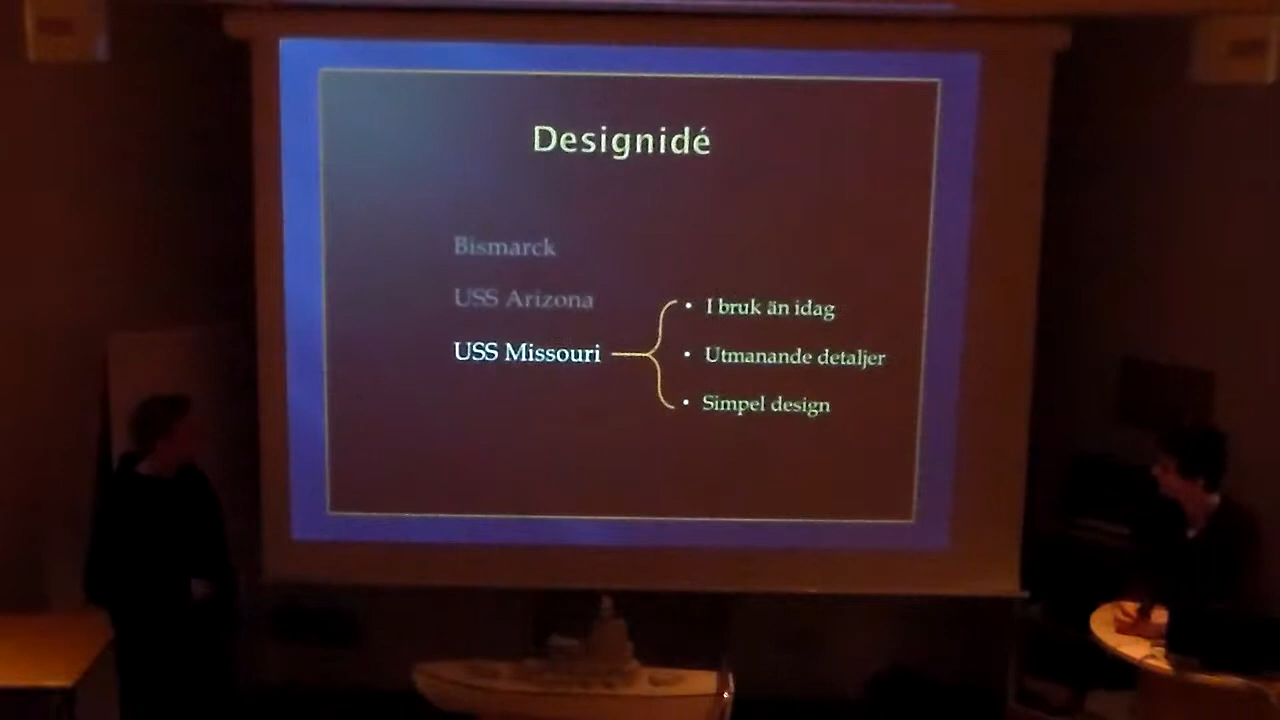 Designidé
Bismarck
USS Arizona
USS Missouri
• I bruk än idag
• Utmanande detaljer
• Simpel design